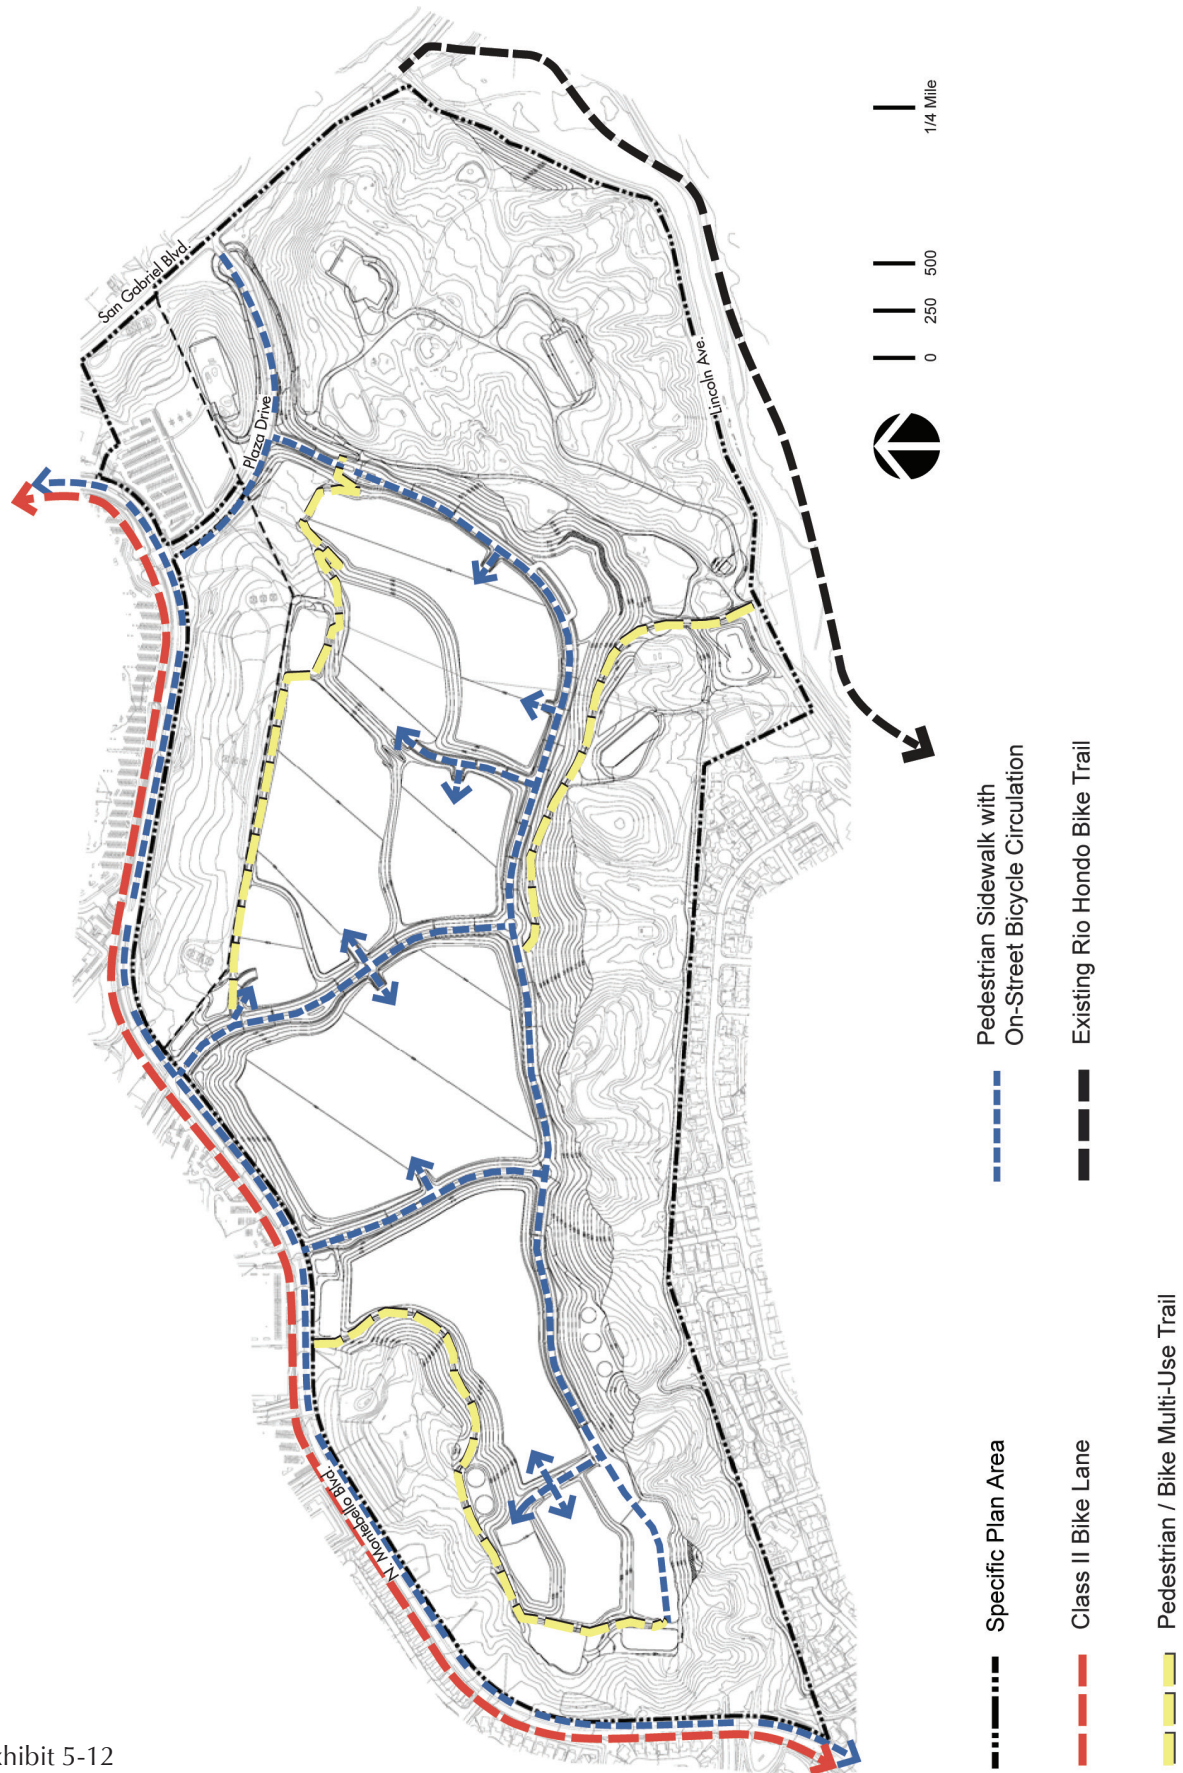 San Gabriel Blvd.
Plaza Drive
Lincoln Ave.
N. Montebello Blvd.
0 250 500 1/4 Mile
Specific Plan Area
Class II Bike Lane
Pedestrian / Bike Multi-Use Trail
Pedestrian Sidewalk with
On-Street Bicycle Circulation
Existing Rio Hondo Bike Trail
xhibit 5-12